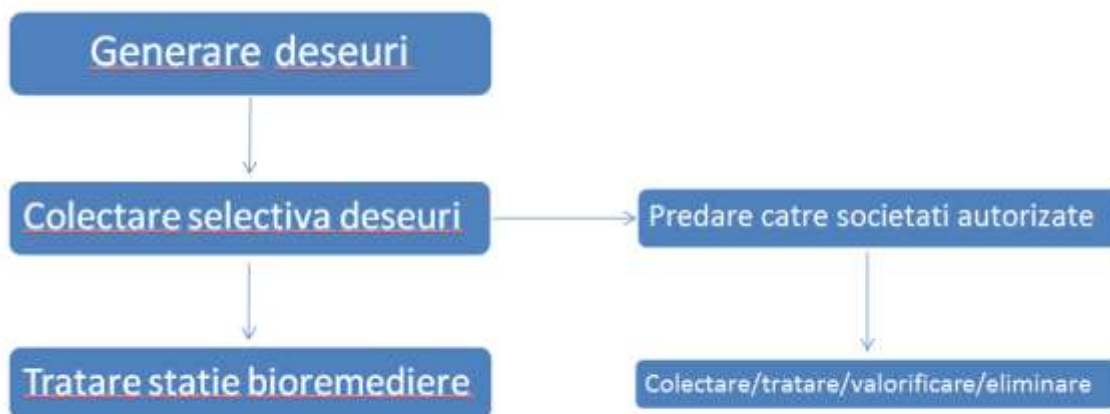 Generare deseuri
Colectare selectiva deseuri
Predare catre societati autorizate
Tratare statie bioremediere
Colectare/tratare/valorificare/eliminare